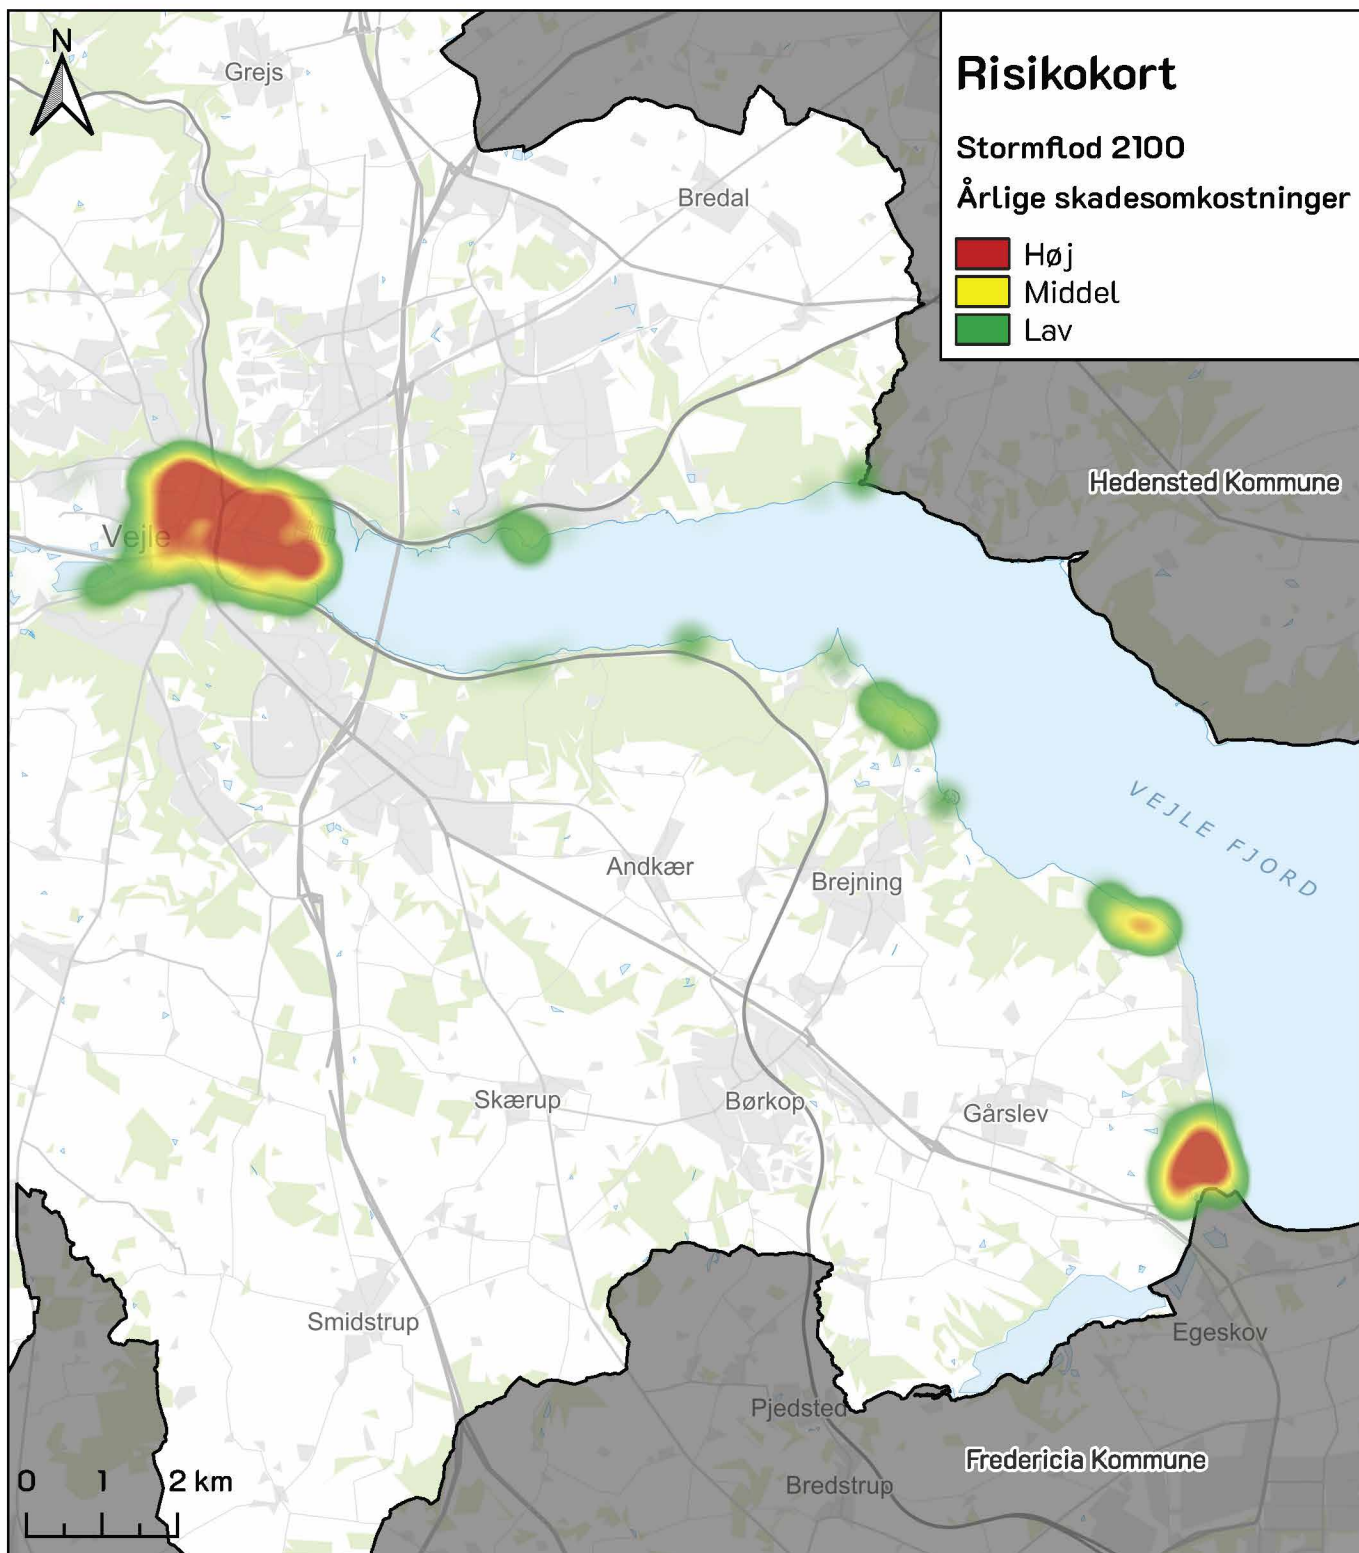 N
Grejs
Bredal
Risikokort
Stormflod 2100
Årlige skadesomkostninger
Høj
Middel
Lav
Hedensted Kommune
Vejle
VEJLE FJORD
Andkær
Brejning
Skærup
Børkop
Gårslev
Smidstrup
Egeskov
Pjedsted
Fredericia Kommune
Bredstrup
0 1 2 km